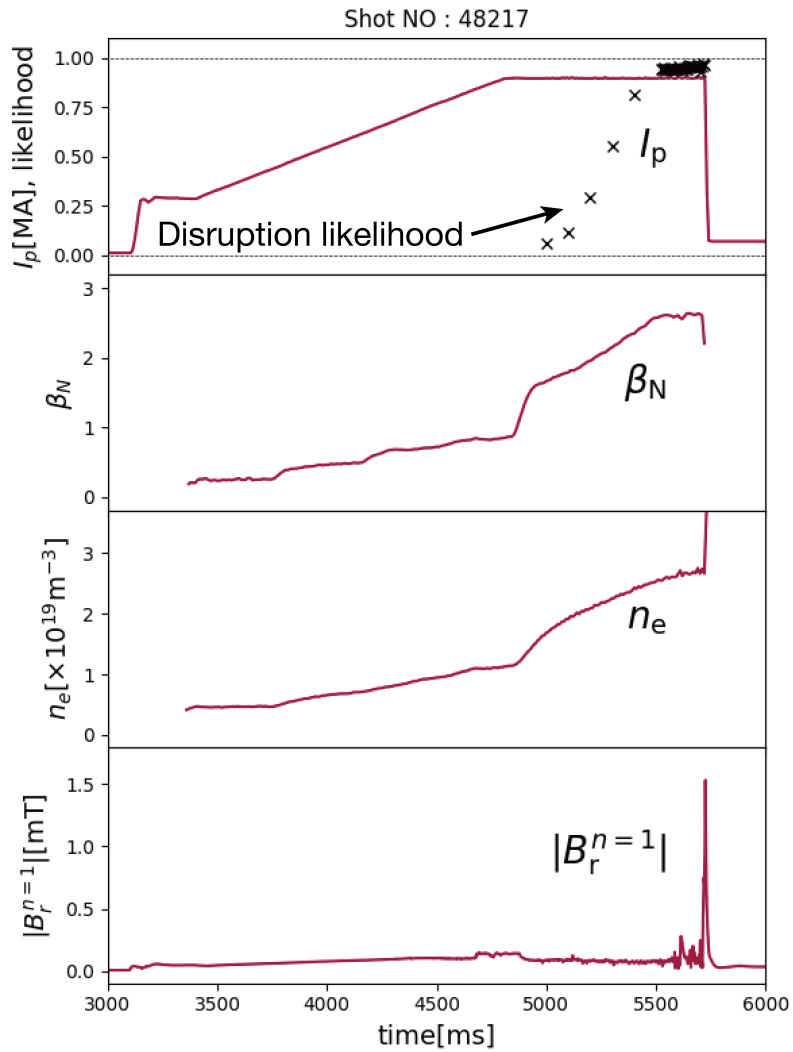 Shot NO : 48217
I_p[MA], likelihood
1.00
0.75
0.50
0.25
0.00
I_p
Disruption likelihood
β_N
3
2
1
0
β_N
n_e[×10^19 m^−3]
3
2
1
0
n_e
|B_r^{n=1}|[mT]
1.5
1.0
0.5
0.0
|B_r^{n=1}|
3000 3500 4000 4500 5000 5500 6000
time[ms]